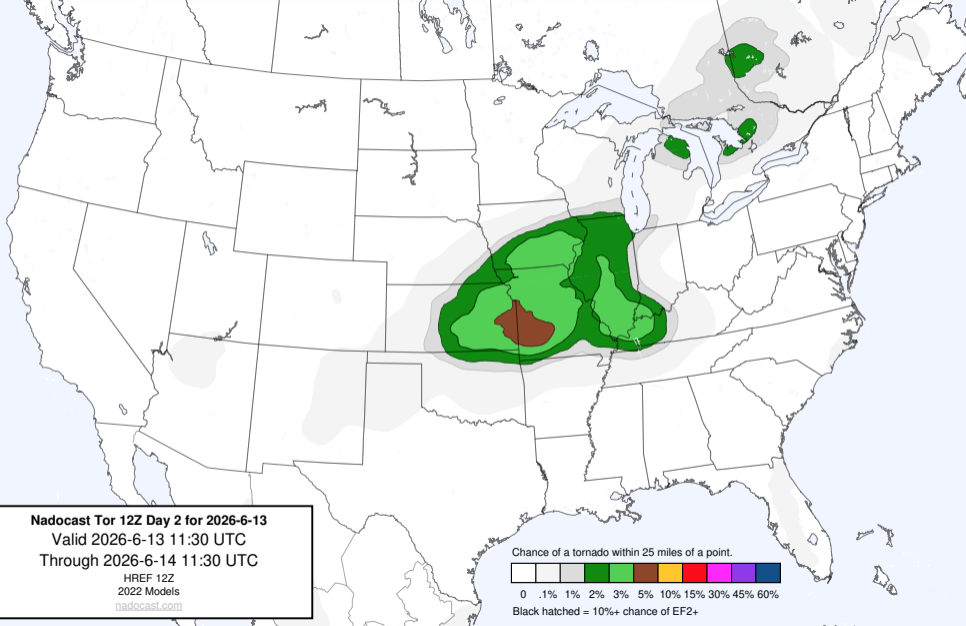 Nadocast Tor 12Z Day 2 for 2026-6-13
Valid 2026-6-13 11:30 UTC
Through 2026-6-14 11:30 UTC
HREF 12Z
2022 Models
nadocast.com
Chance of a tornado within 25 miles of a point.
0 .1% 1% 2% 3% 5% 10% 15% 30% 45% 60%
Black hatched = 10%+ chance of EF2+